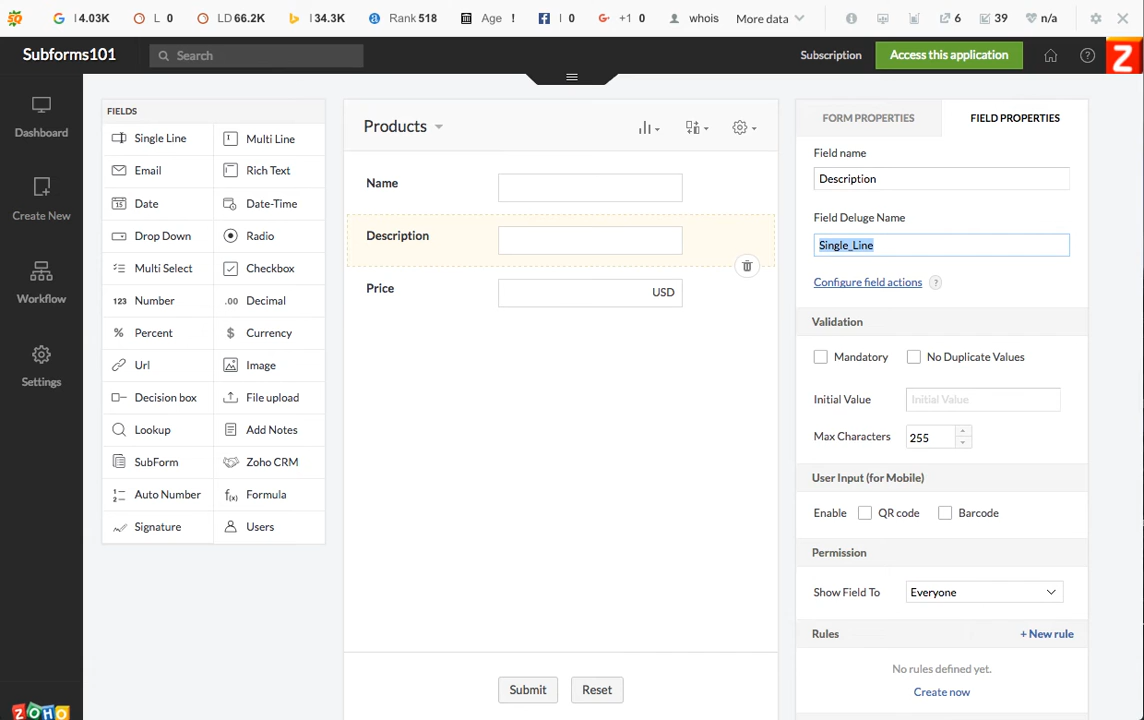 I 4.03K L 0 LD 66.2K I 34.3K Rank 518 Age ! I 0 +1 0 whois More data 6 39 n/a
Subforms101 Search Subscription Access this application
Dashboard
Create New
Workflow
Settings
ZOHO
FIELDS
Single Line Multi Line
Email Rich Text
Date Date-Time
Drop Down Radio
Multi Select Checkbox
123 Number .00 Decimal
% Percent $ Currency
Url Image
Decision box File upload
Lookup Add Notes
SubForm Zoho CRM
Auto Number f(x) Formula
Signature Users
Products
Name
Description
Price USD
Submit Reset
FORM PROPERTIES FIELD PROPERTIES
Field name
Description
Field Deluge Name
Single_Line
Configure field actions ?
Validation
Mandatory No Duplicate Values
Initial Value Initial Value
Max Characters 255
User Input (for Mobile)
Enable QR code Barcode
Permission
Show Field To Everyone
Rules + New rule
No rules defined yet.
Create now